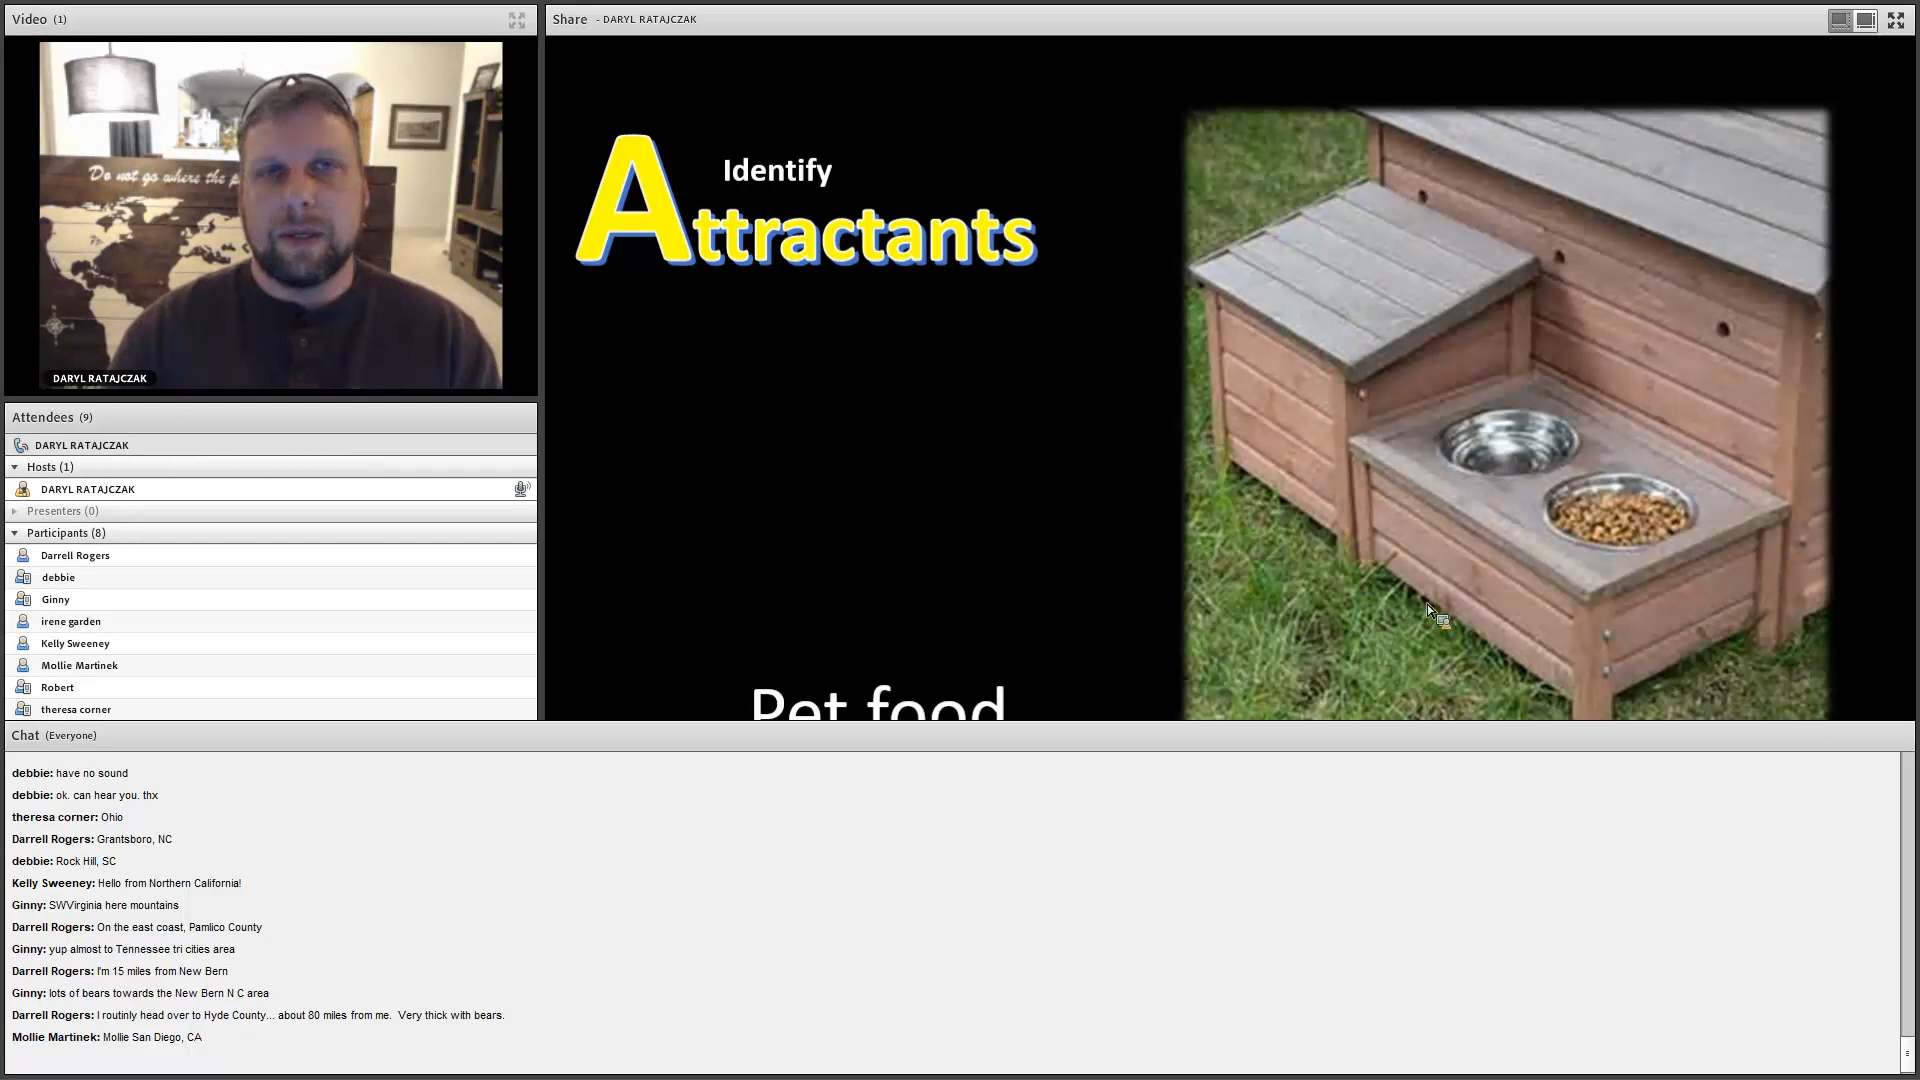 Video (1)
Do not go where the p
DARYL RATAJCZAK
Attendees (9)
DARYL RATAJCZAK
Hosts (1)
DARYL RATAJCZAK
Presenters (0)
Participants (8)
Darrell Rogers
debbie
Ginny
irene garden
Kelly Sweeney
Mollie Martinek
Robert
theresa corner
Share - DARYL RATAJCZAK
Identify
Attractants
Pet food
Chat (Everyone)
debbie: have no sound
debbie: ok. can hear you. thx
theresa corner: Ohio
Darrell Rogers: Grantsboro, NC
debbie: Rock Hill, SC
Kelly Sweeney: Hello from Northern California!
Ginny: SWVirginia here mountains
Darrell Rogers: On the east coast, Pamlico County
Ginny: yup almost to Tennessee tri cities area
Darrell Rogers: I'm 15 miles from New Bern
Ginny: lots of bears towards the New Bern N C area
Darrell Rogers: I routinly head over to Hyde County... about 80 miles from me.  Very thick with bears.
Mollie Martinek: Mollie San Diego, CA